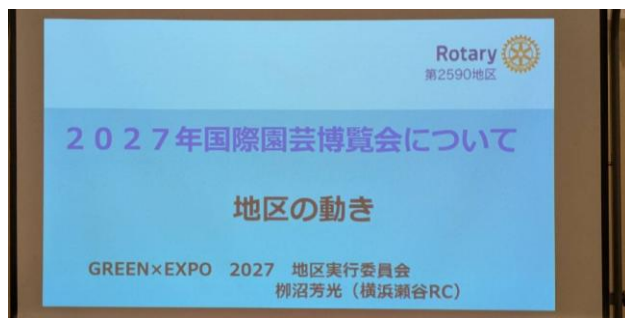 Rotary
第2590地区
2027年国際園芸博覧会について
地区の動き
GREEN×EXPO 2027 地区実行委員会
栁沼芳光（横浜瀬谷RC）